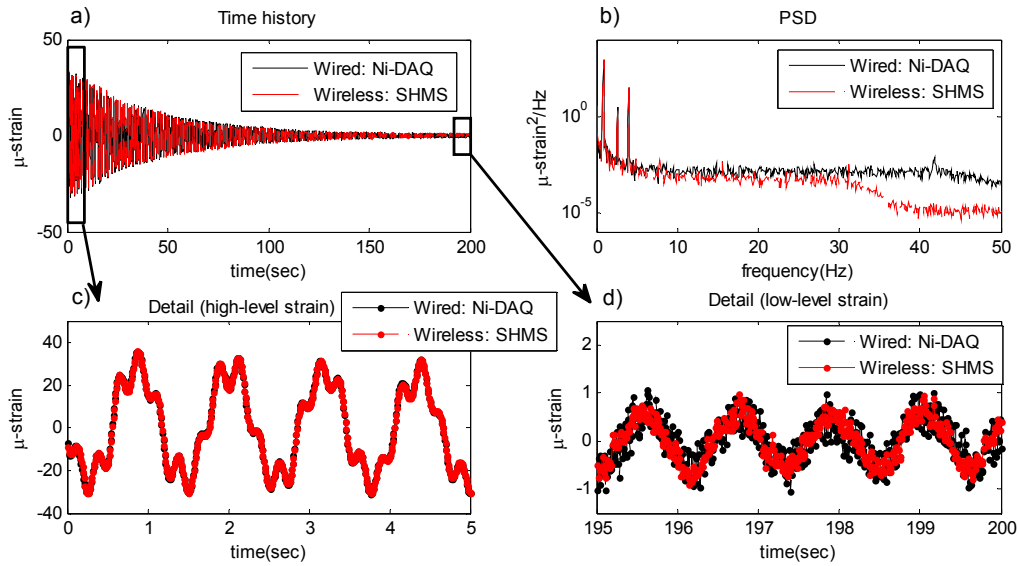 a)
Time history
50
0
-50
μ-strain
Wired: Ni-DAQ
Wireless: SHMS
0 50 100 150 200
time(sec)
b)
PSD
10^0
10^-5
μ-strain^2/Hz
Wired: Ni-DAQ
Wireless: SHMS
0 10 20 30 40 50
frequency(Hz)
c)
Detail (high-level strain)
40
20
0
-20
-40
μ-strain
Wired: Ni-DAQ
Wireless: SHMS
0 1 2 3 4 5
time(sec)
d)
Detail (low-level strain)
2
1
0
-1
μ-strain
Wired: Ni-DAQ
Wireless: SHMS
195 196 197 198 199 200
time(sec)